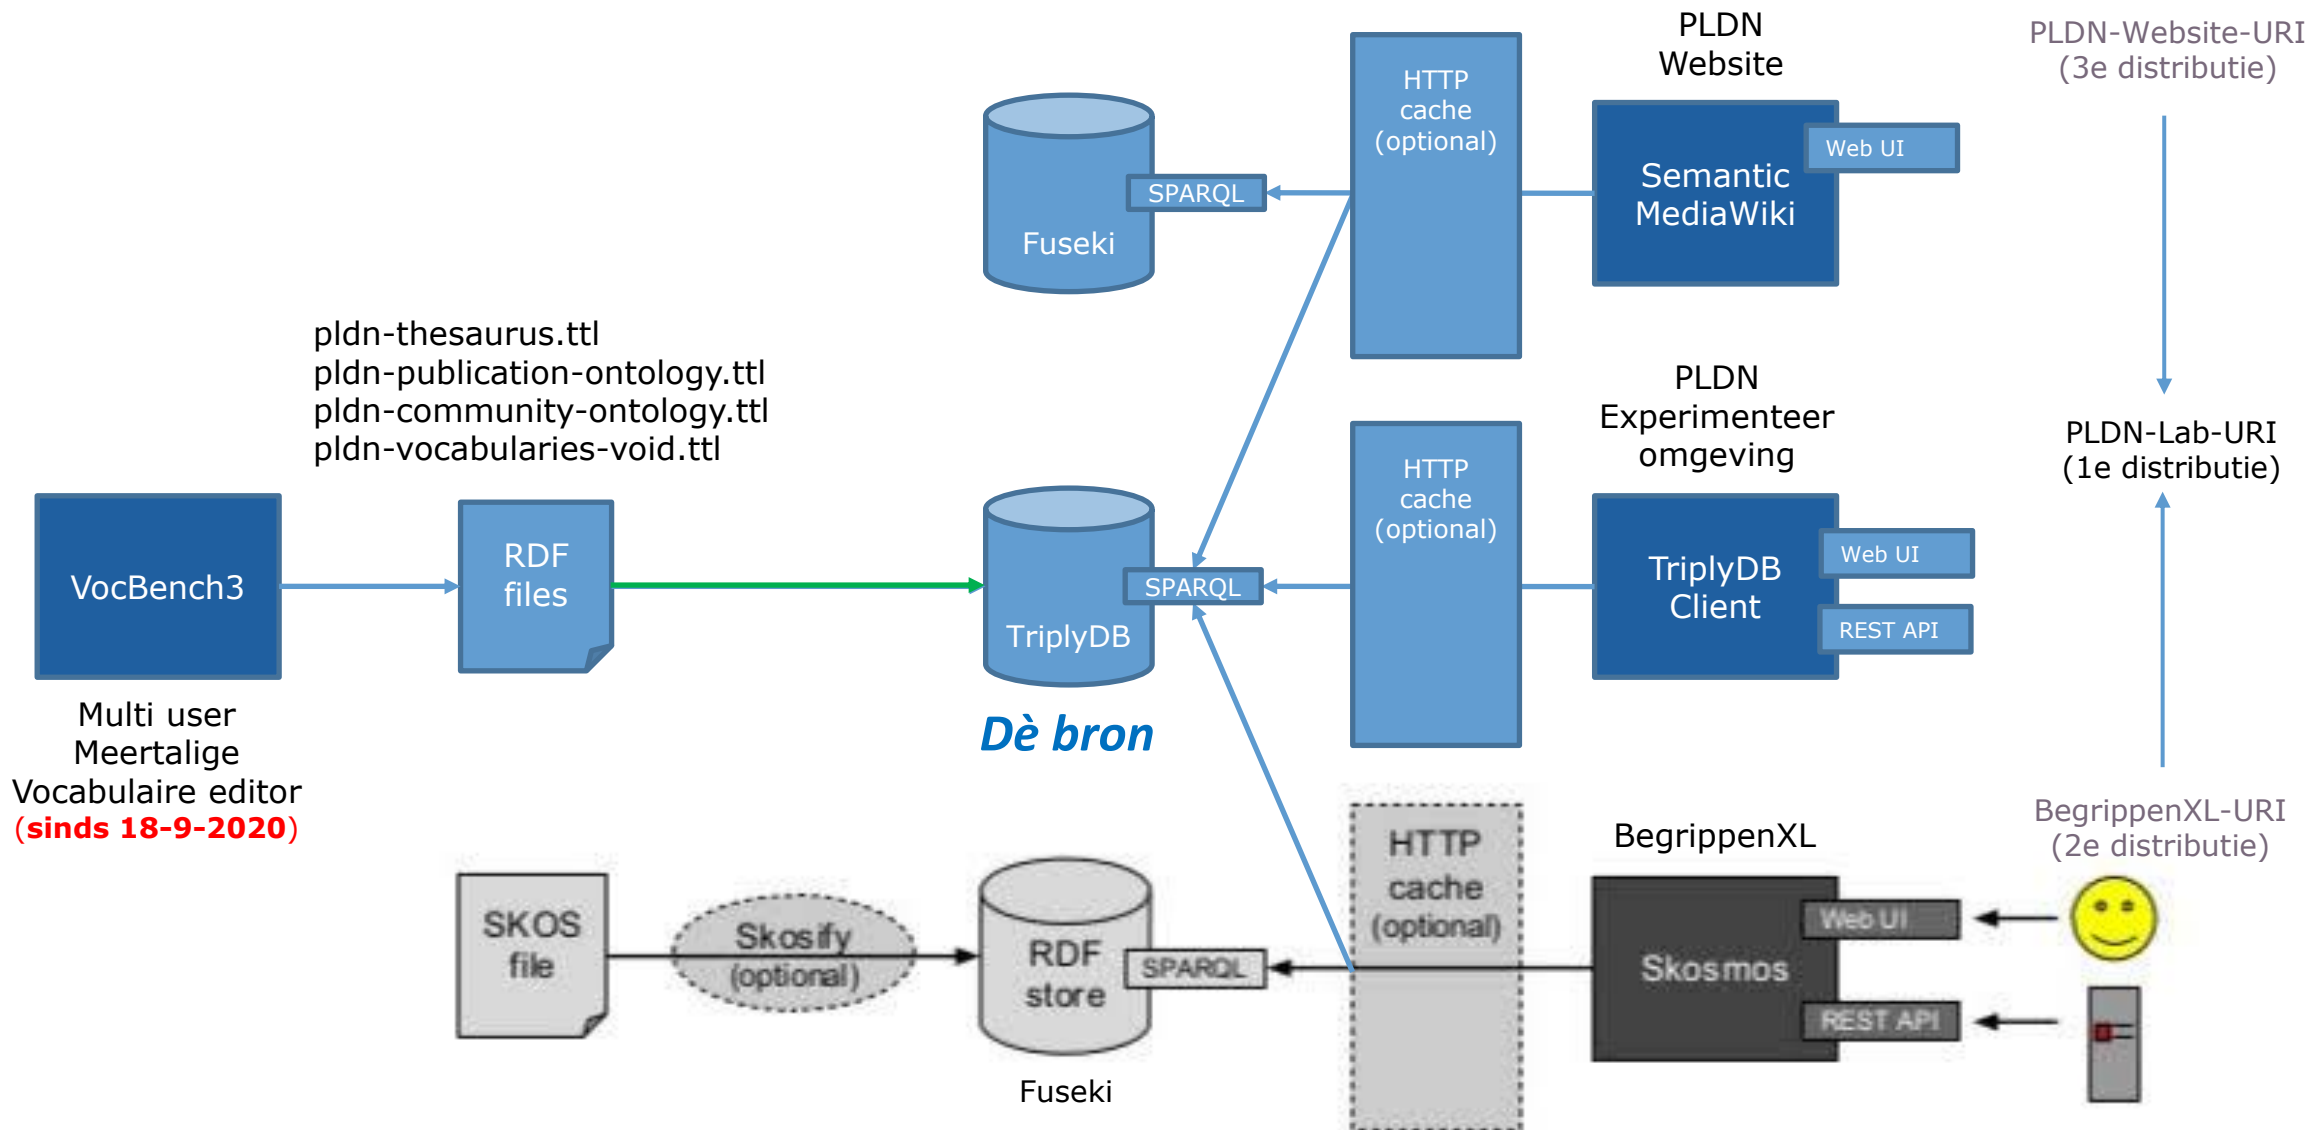 PLDN
Website
PLDN-Website-URI
(3e distributie)
HTTP
cache
(optional)
Web UI
Semantic
MediaWiki
SPARQL
Fuseki
pldn-thesaurus.ttl
pldn-publication-ontology.ttl
pldn-community-ontology.ttl
pldn-vocabularies-void.ttl
PLDN
Experimenteer
omgeving
PLDN-Lab-URI
(1e distributie)
HTTP
cache
(optional)
VocBench3
RDF
files
SPARQL
TriplyDB
TriplyDB
Client
Web UI
REST API
Dè bron
Multi user
Meertalige
Vocabulaire editor
(sinds 18-9-2020)
BegrippenXL
BegrippenXL-URI
(2e distributie)
HTTP
cache
(optional)
SKOS
file
Skosify
(optional)
RDF
store
SPARQL
Skosmos
Web UI
REST API
Fuseki